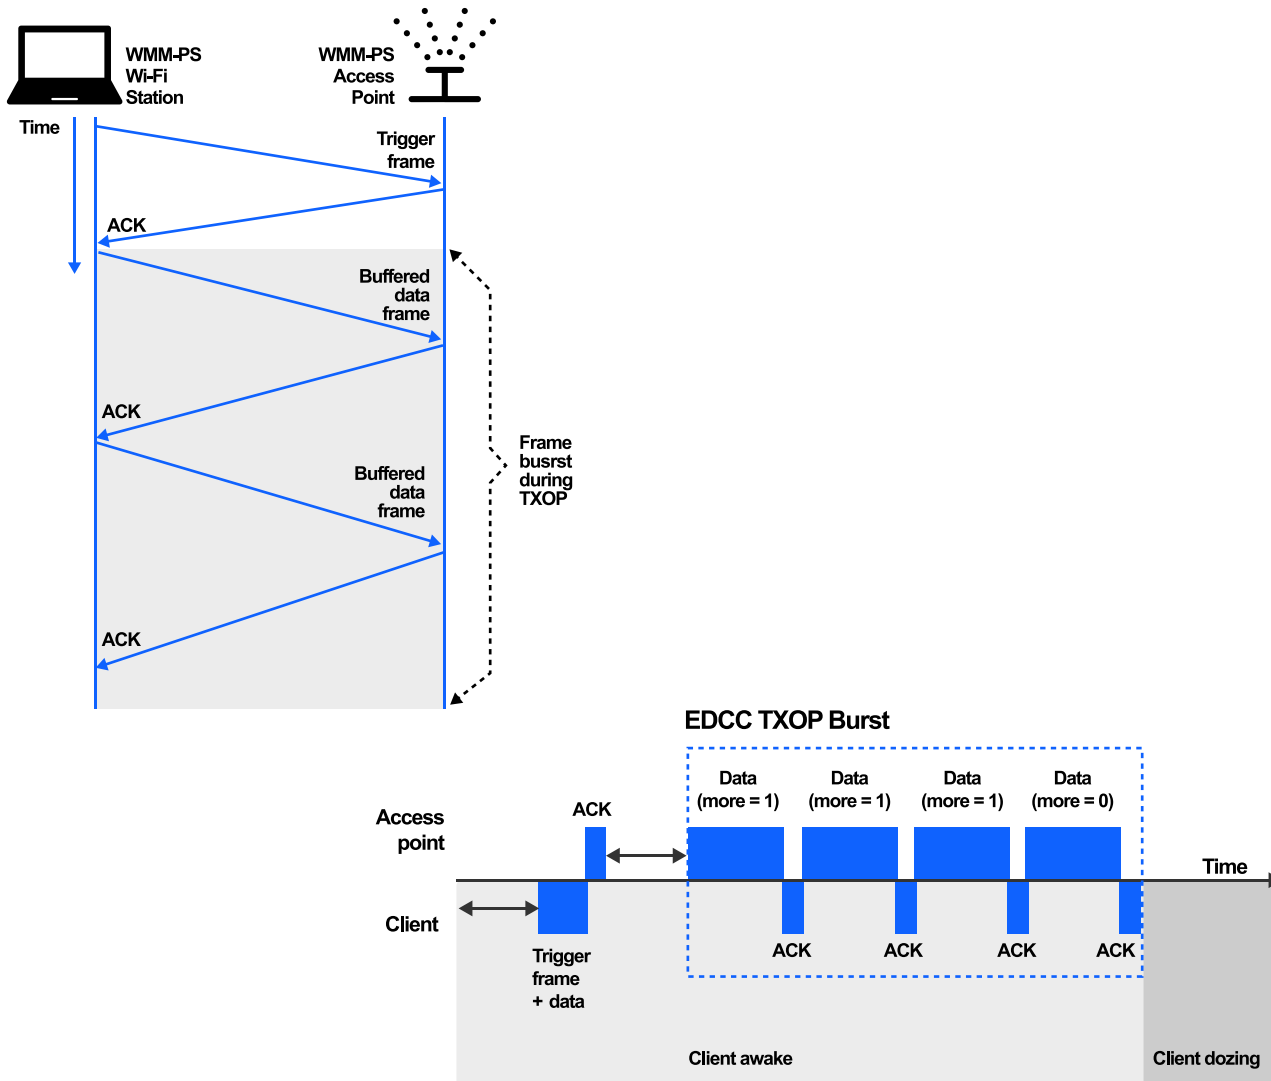 WMM-PS
Wi-Fi
Station
WMM-PS
Access
Point
Time
Trigger
frame
ACK
Buffered
data
frame
ACK
Buffered
data
frame
ACK
Frame
busrst
during
TXOP
EDCC TXOP Burst
Data
(more = 1)
Data
(more = 1)
Data
(more = 1)
Data
(more = 0)
ACK
Access
point
Time
Client
Trigger
frame
+ data
ACK
ACK
ACK
ACK
Client awake
Client dozing